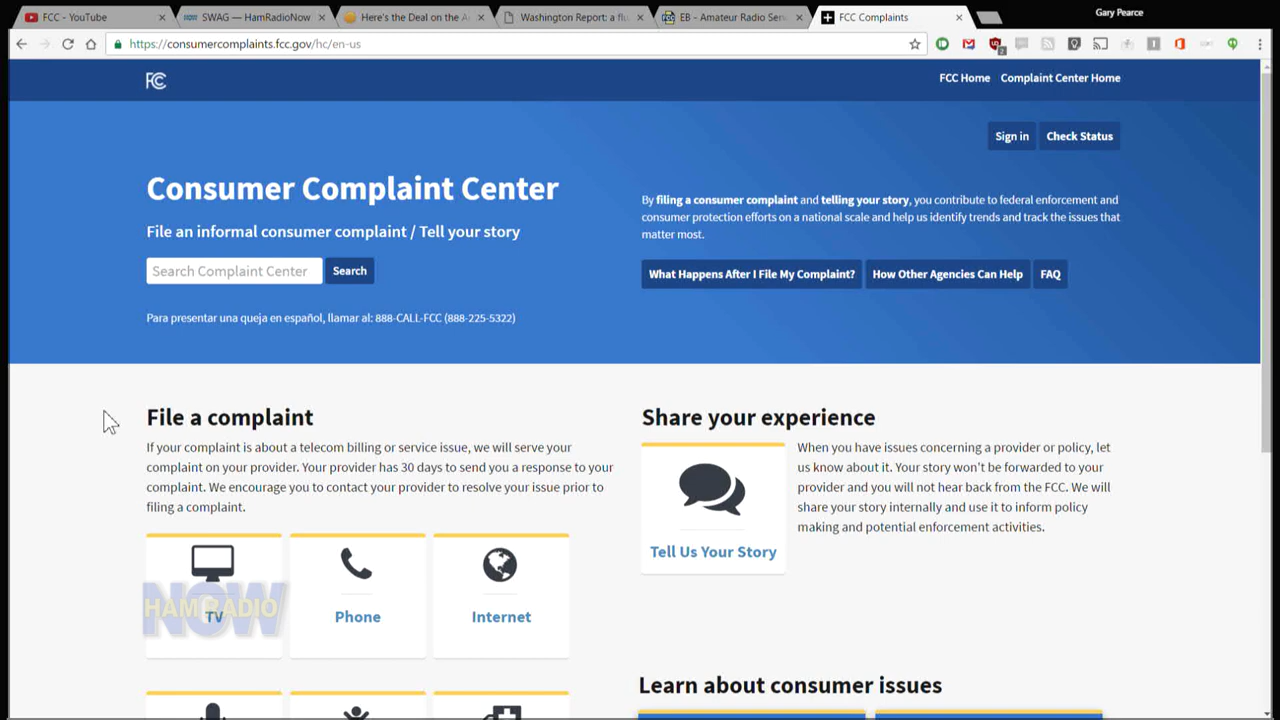 FCC - YouTube
SWAG — HamRadioNow
Here's the Deal on the A
Washington Report: a flu
EB - Amateur Radio Serv
FCC Complaints
Gary Pearce
https://consumercomplaints.fcc.gov/hc/en-us
FCC
FCC Home
Complaint Center Home
Sign in
Check Status
Consumer Complaint Center
File an informal consumer complaint / Tell your story
Search Complaint Center
Search
Para presentar una queja en español, llamar al: 888-CALL-FCC (888-225-5322)
By filing a consumer complaint and telling your story, you contribute to federal enforcement and
consumer protection efforts on a national scale and help us identify trends and track the issues that
matter most.
What Happens After I File My Complaint?
How Other Agencies Can Help
FAQ
File a complaint
If your complaint is about a telecom billing or service issue, we will serve your
complaint on your provider. Your provider has 30 days to send you a response to your
complaint. We encourage you to contact your provider to resolve your issue prior to
filing a complaint.
TV
Phone
Internet
HAM RADIO
NOW
Share your experience
Tell Us Your Story
When you have issues concerning a provider or policy, let
us know about it. Your story won't be forwarded to your
provider and you will not hear back from the FCC. We will
share your story internally and use it to inform policy
making and potential enforcement activities.
Learn about consumer issues